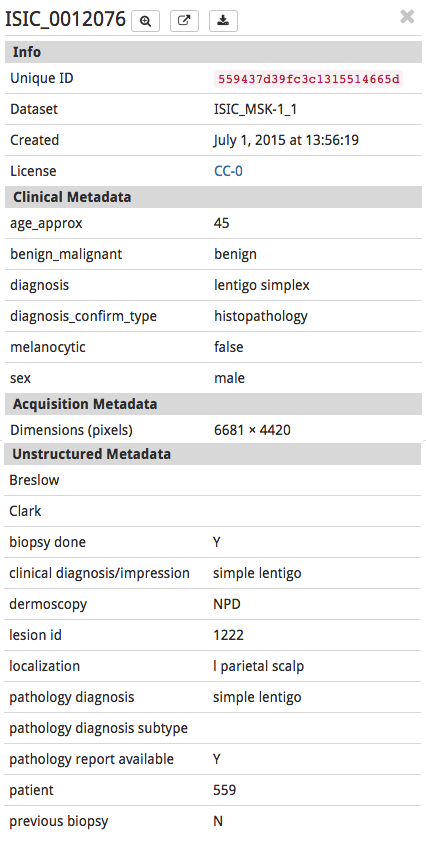 ISIC_0012076
Info
Unique ID 559437d39fc3c1315514665d
Dataset ISIC_MSK-1_1
Created July 1, 2015 at 13:56:19
License CC-0
Clinical Metadata
age_approx 45
benign_malignant benign
diagnosis lentigo simplex
diagnosis_confirm_type histopathology
melanocytic false
sex male
Acquisition Metadata
Dimensions (pixels) 6681 × 4420
Unstructured Metadata
Breslow
Clark
biopsy done Y
clinical diagnosis/impression simple lentigo
dermoscopy NPD
lesion id 1222
localization l parietal scalp
pathology diagnosis simple lentigo
pathology diagnosis subtype
pathology report available Y
patient 559
previous biopsy N